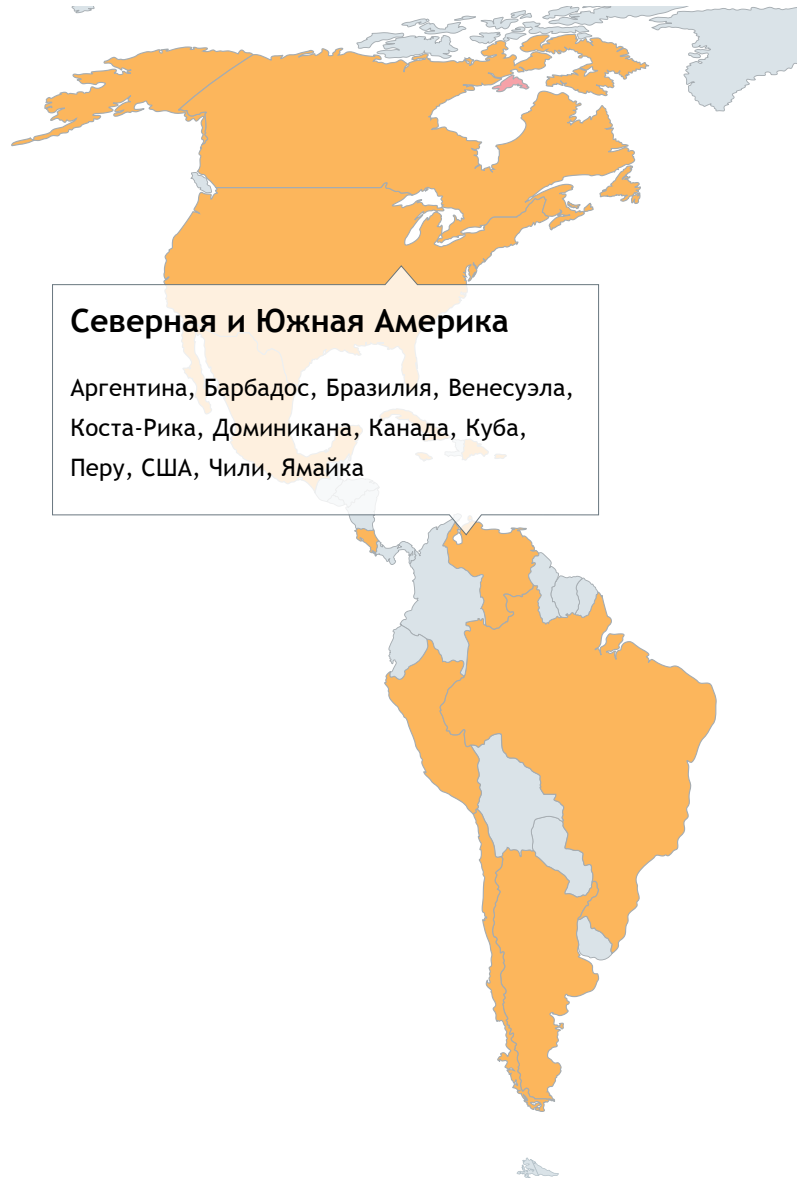 Северная и Южная Америка
Аргентина, Барбадос, Бразилия, Венесуэла,
Коста-Рика, Доминикана, Канада, Куба,
Перу, США, Чили, Ямайка